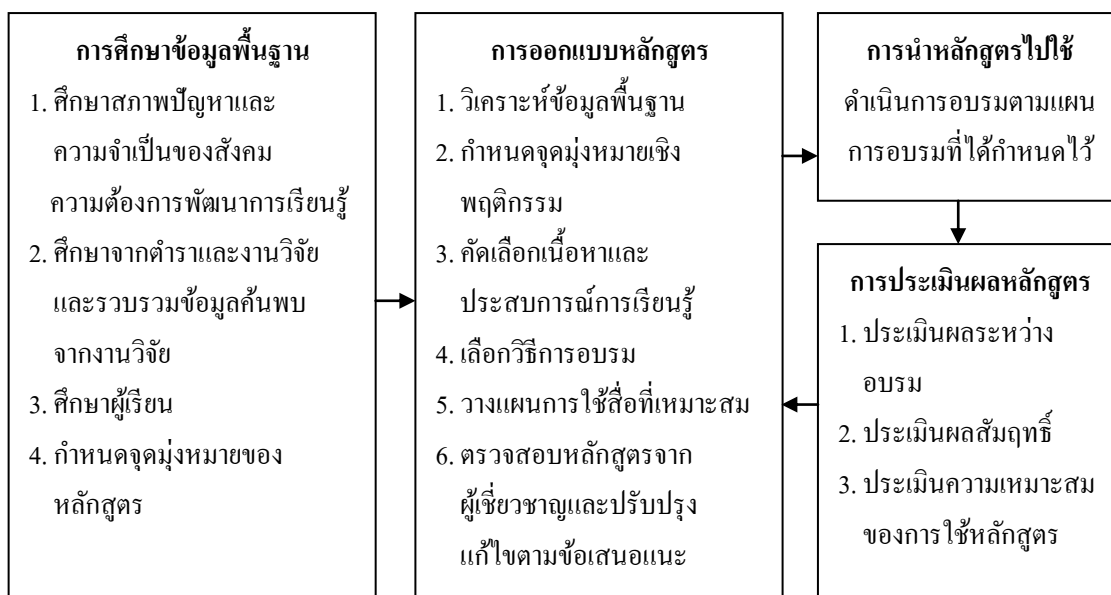 การศึกษาข้อมูลพื้นฐาน
1. ศึกษาสภาพปัญหาและ
ความจำเป็นของสังคม
ความต้องการพัฒนาการเรียนรู้
2. ศึกษาจากตำราและงานวิจัย
และรวบรวมข้อมูลค้นพบ
จากงานวิจัย
3. ศึกษาผู้เรียน
4. กำหนดจุดมุ่งหมายของ
หลักสูตร
การออกแบบหลักสูตร
1. วิเคราะห์ข้อมูลพื้นฐาน
2. กำหนดจุดมุ่งหมายเชิง
พฤติกรรม
3. คัดเลือกเนื้อหาและ
ประสบการณ์การเรียนรู้
4. เลือกวิธีการอบรม
5. วางแผนการใช้สื่อที่เหมาะสม
6. ตรวจสอบหลักสูตรจาก
ผู้เชี่ยวชาญและปรับปรุง
แก้ไขตามข้อเสนอแนะ
การนำหลักสูตรไปใช้
ดำเนินการอบรมตามแผน
การอบรมที่ได้กำหนดไว้
การประเมินผลหลักสูตร
1. ประเมินผลระหว่าง
อบรม
2. ประเมินผลสัมฤทธิ์
3. ประเมินความเหมาะสม
ของการใช้หลักสูตร